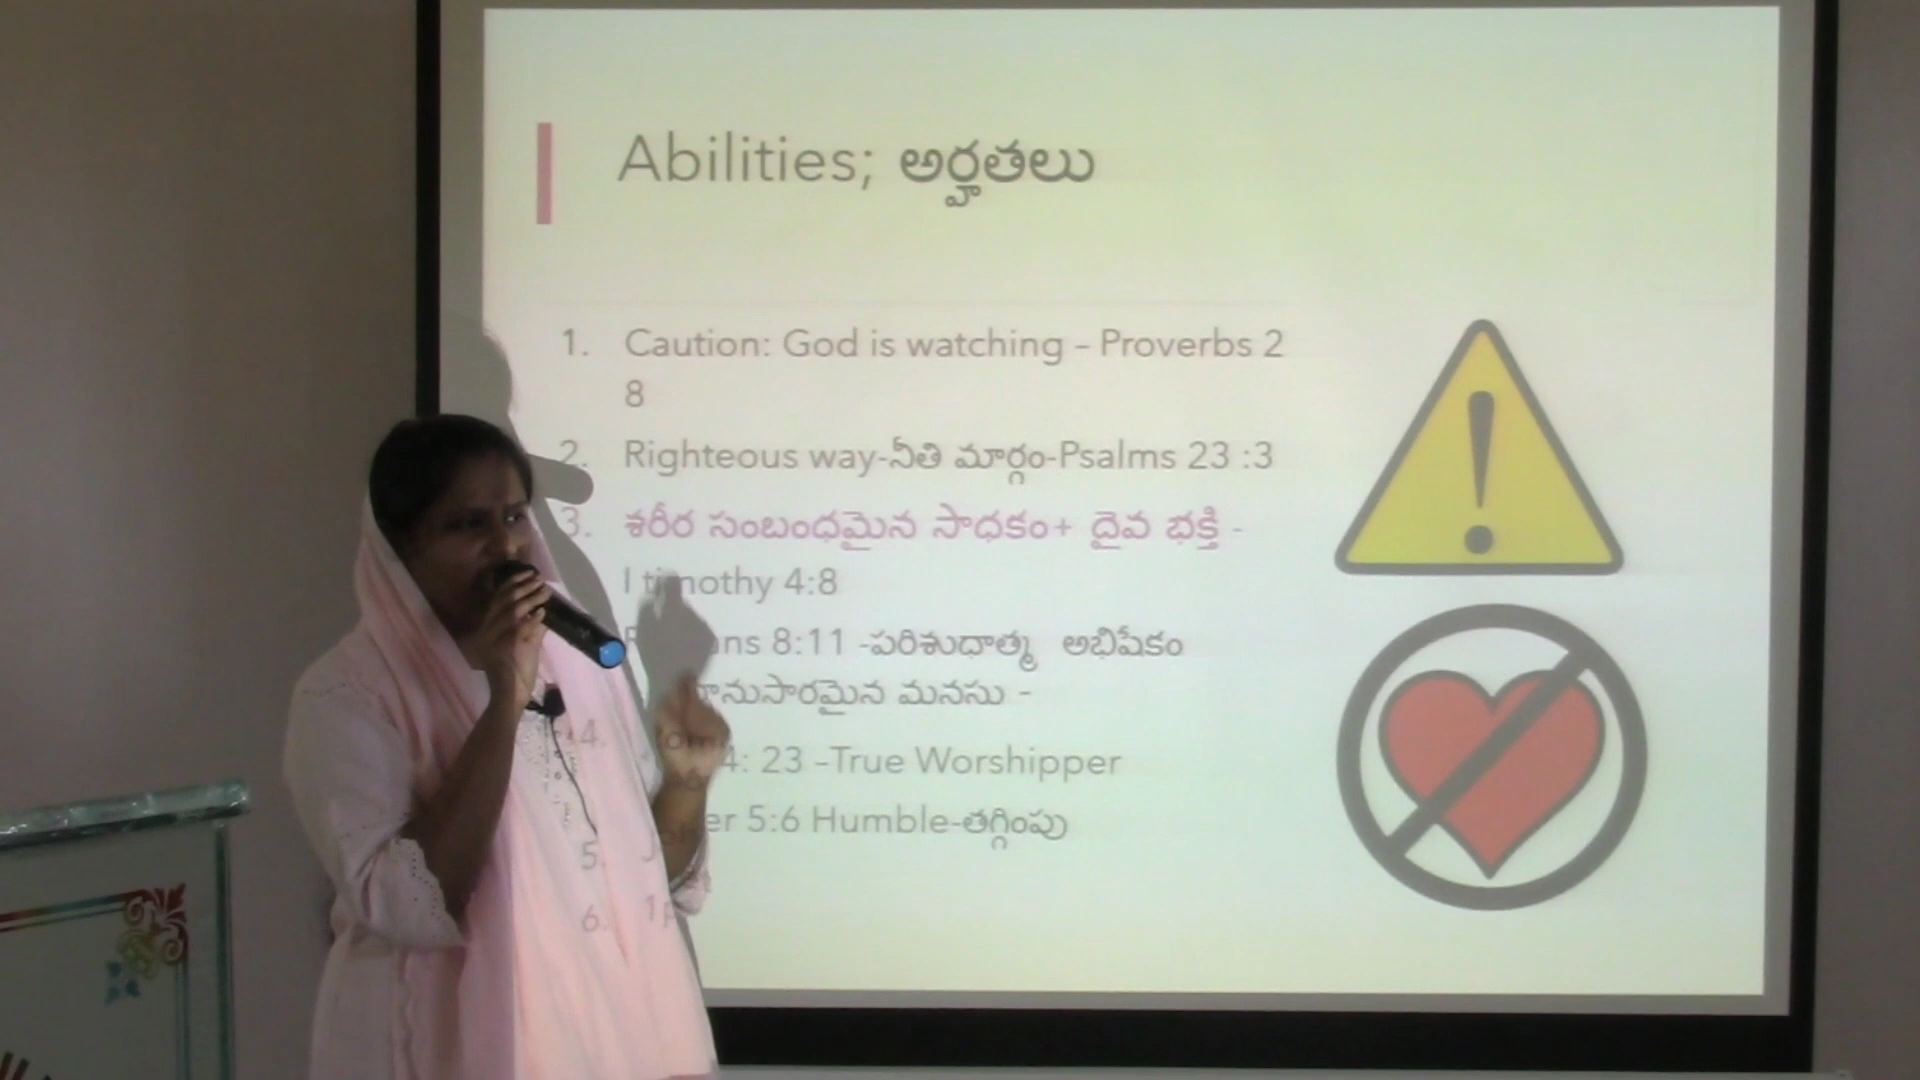 Abilities; అర్హతలు
1. Caution: God is watching – Proverbs 2
8
2. Righteous way-నీతి మార్గం-Psalms 23 :3
3. శరీర సంబంధమైన సాధకం+ దైవ భక్తి -
I timothy 4:8
8:11 -పరిశుధాత్మ అభిషేకం
మనసు -
4. 4: 23 –True Worshipper
5. 5:6 Humble-తగ్గింపు
6.